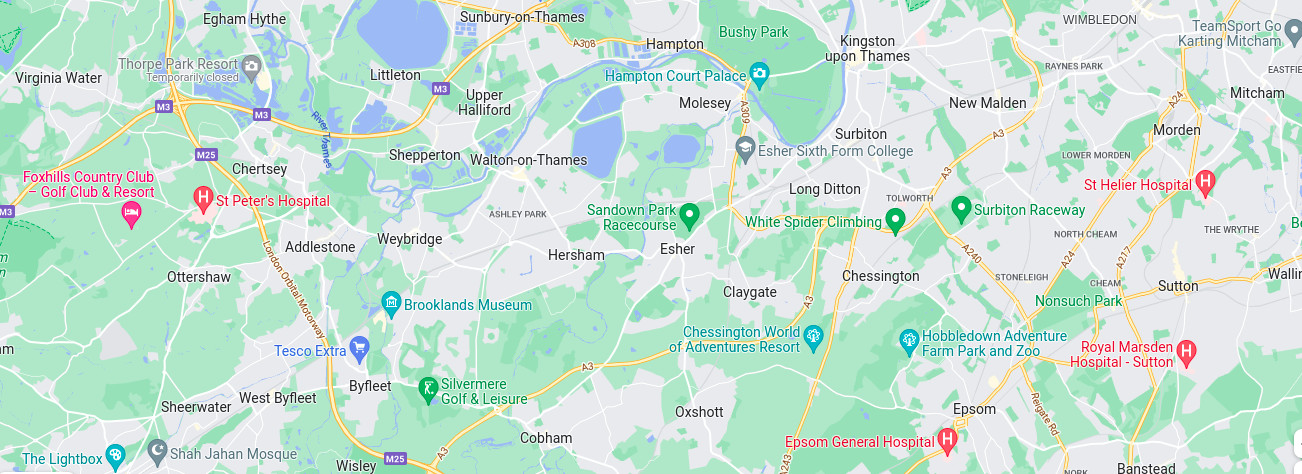 Egham Hythe
Sunbury-on-Thames
WIMBLEDON
TeamSport Go
Karting Mitcham
Bushy Park
A308
Hampton
Kingston
upon Thames
Thorpe Park Resort
Temporarily closed
Virginia Water
Littleton
Hampton Court Palace
RAYNES PARK
EASTFIE
M3
M3
M3
Upper
Halliford
Molesey
A309
New Malden
A24
Mitcham
River Thames
Surbiton
A3
Morden
M25
Shepperton
Walton-on-Thames
Esher Sixth Form College
LOWER MORDEN
Chertsey
Foxhills Country Club
– Golf Club & Resort
St Peter's Hospital
Long Ditton
A3
St Helier Hospital
TOLWORTH
M3
ASHLEY PARK
Sandown Park
Racecourse
White Spider Climbing
Surbiton Raceway
THE WRYTHE
Addlestone
Weybridge
Hersham
Esher
NORTH CHEAM
A240
A24
A217
London Orbital Motorway
Ottershaw
Chessington
STONELEIGH
CHEAM
Sutton
Wallin
m
Claygate
A3
Nonsuch Park
Brooklands Museum
Chessington World
of Adventures Resort
Hobbledown Adventure
Farm Park and Zoo
Royal Marsden
Hospital - Sutton
am
Tesco Extra
A3
Byfleet
Silvermere
Golf & Leisure
West Byfleet
Sheerwater
Oxshott
Epsom
Reigate Rd
Cobham
Epsom General Hospital
The Lightbox
Shah Jahan Mosque
A3
M25
Wisley
A243
Banstead